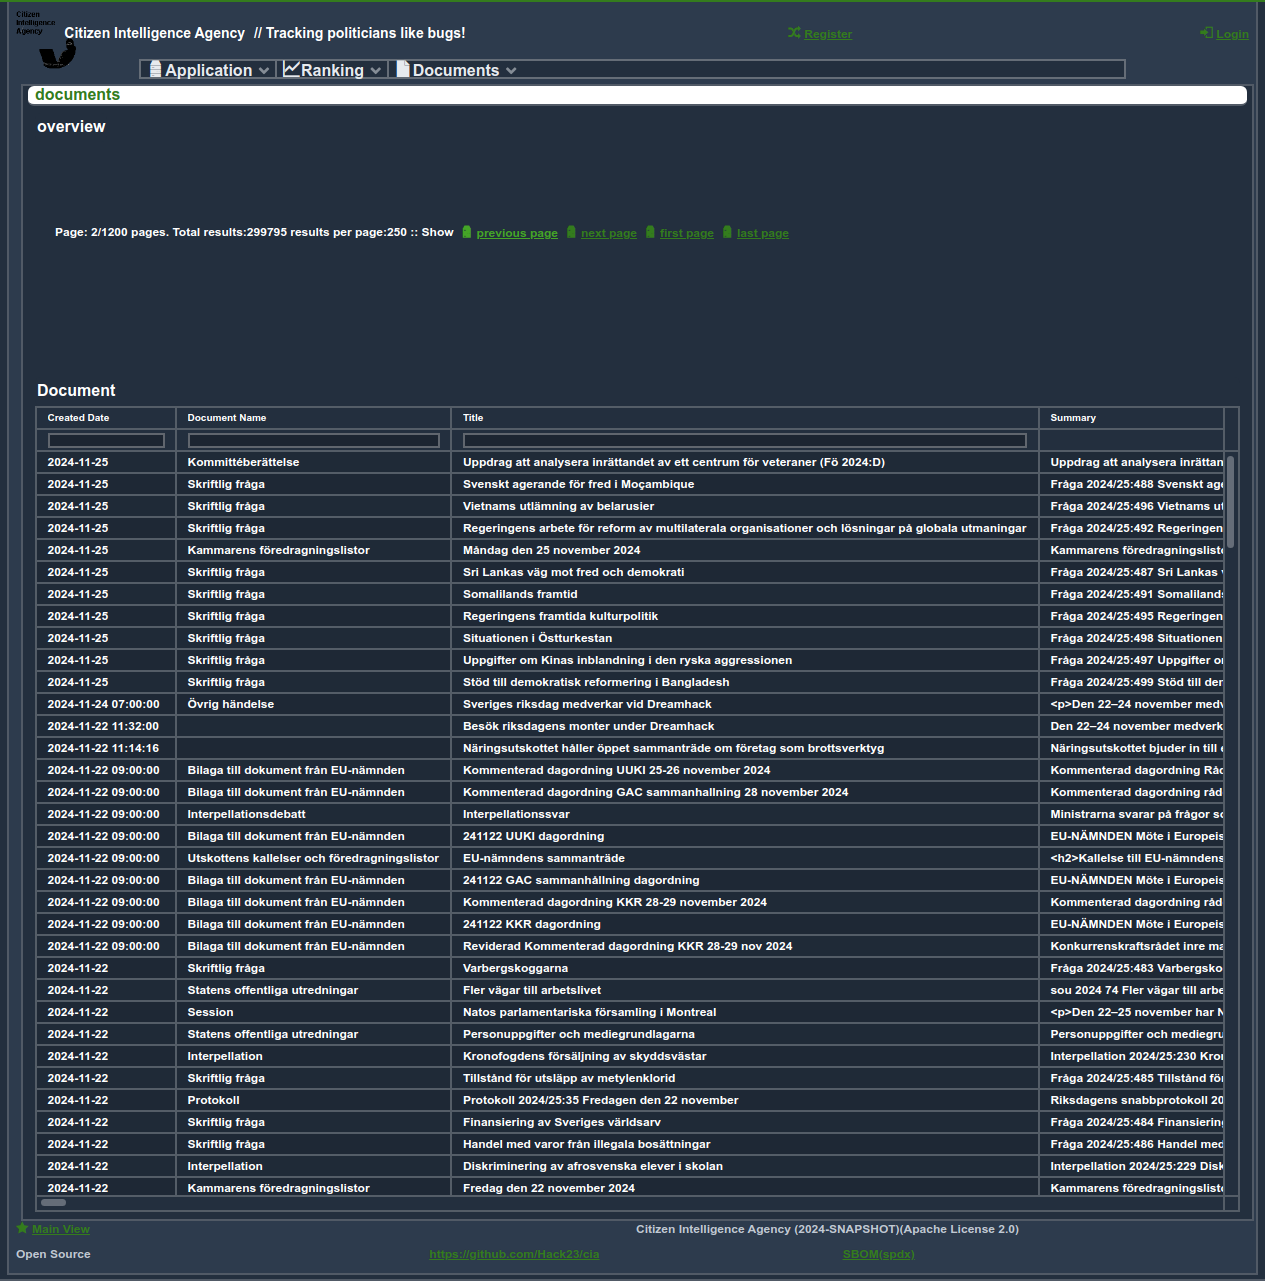 Citizen
Intelligence
Agency
Citizen Intelligence Agency // Tracking politicians like bugs!
Register
Login
Application
Ranking
Documents
documents
overview
Page: 2/1200 pages. Total results:299795 results per page:250 :: Show previous page next page first page last page
Document
Created Date Document Name Title Summary
2024-11-25 Kommittéberättelse Uppdrag att analysera inrättandet av ett centrum för veteraner (Fö 2024:D) Uppdrag att analysera inrättan
2024-11-25 Skriftlig fråga Svenskt agerande för fred i Moçambique Fråga 2024/25:488 Svenskt age
2024-11-25 Skriftlig fråga Vietnams utlämning av belarusier Fråga 2024/25:496 Vietnams ut
2024-11-25 Skriftlig fråga Regeringens arbete för reform av multilaterala organisationer och lösningar på globala utmaningar Fråga 2024/25:492 Regeringen
2024-11-25 Kammarens föredragningslistor Måndag den 25 november 2024 Kammarens föredragningsliste
2024-11-25 Skriftlig fråga Sri Lankas väg mot fred och demokrati Fråga 2024/25:487 Sri Lankas v
2024-11-25 Skriftlig fråga Somalilands framtid Fråga 2024/25:491 Somalilands
2024-11-25 Skriftlig fråga Regeringens framtida kulturpolitik Fråga 2024/25:495 Regeringen
2024-11-25 Skriftlig fråga Situationen i Östturkestan Fråga 2024/25:498 Situationen
2024-11-25 Skriftlig fråga Uppgifter om Kinas inblandning i den ryska aggressionen Fråga 2024/25:497 Uppgifter or
2024-11-25 Skriftlig fråga Stöd till demokratisk reformering i Bangladesh Fråga 2024/25:499 Stöd till der
2024-11-24 07:00:00 Övrig händelse Sveriges riksdag medverkar vid Dreamhack <p>Den 22–24 november medv
2024-11-22 11:32:00 Besök riksdagens monter under Dreamhack Den 22–24 november medverk
2024-11-22 11:14:16 Näringsutskottet håller öppet sammanträde om företag som brottsverktyg Näringsutskottet bjuder in till e
2024-11-22 09:00:00 Bilaga till dokument från EU-nämnden Kommenterad dagordning UUKI 25-26 november 2024 Kommenterad dagordning Råd
2024-11-22 09:00:00 Bilaga till dokument från EU-nämnden Kommenterad dagordning GAC sammanhallning 28 november 2024 Kommenterad dagordning råd
2024-11-22 09:00:00 Interpellationsdebatt Interpellationssvar Ministrarna svarar på frågor so
2024-11-22 09:00:00 Bilaga till dokument från EU-nämnden 241122 UUKI dagordning EU-NÄMNDEN Möte i Europeis
2024-11-22 09:00:00 Utskottens kallelser och föredragningslistor EU-nämndens sammanträde <h2>Kallelse till EU-nämndens
2024-11-22 09:00:00 Bilaga till dokument från EU-nämnden 241122 GAC sammanhållning dagordning EU-NÄMNDEN Möte i Europeis
2024-11-22 09:00:00 Bilaga till dokument från EU-nämnden Kommenterad dagordning KKR 28-29 november 2024 Kommenterad dagordning råd
2024-11-22 09:00:00 Bilaga till dokument från EU-nämnden 241122 KKR dagordning EU-NÄMNDEN Möte i Europeis
2024-11-22 09:00:00 Bilaga till dokument från EU-nämnden Reviderad Kommenterad dagordning KKR 28-29 nov 2024 Konkurrenskraftsrådet inre ma
2024-11-22 Skriftlig fråga Varbergskoggarna Fråga 2024/25:483 Varbergsko
2024-11-22 Statens offentliga utredningar Fler vägar till arbetslivet sou 2024 74 Fler vägar till arbe
2024-11-22 Session Natos parlamentariska församling i Montreal <p>Den 22–25 november har N
2024-11-22 Statens offentliga utredningar Personuppgifter och mediegrundlagarna Personuppgifter och mediegru
2024-11-22 Interpellation Kronofogdens försäljning av skyddsvästar Interpellation 2024/25:230 Kror
2024-11-22 Skriftlig fråga Tillstånd för utsläpp av metylenklorid Fråga 2024/25:485 Tillstånd för
2024-11-22 Protokoll Protokoll 2024/25:35 Fredagen den 22 november Riksdagens snabbprotokoll 20
2024-11-22 Skriftlig fråga Finansiering av Sveriges världsarv Fråga 2024/25:484 Finansiering
2024-11-22 Skriftlig fråga Handel med varor från illegala bosättningar Fråga 2024/25:486 Handel med
2024-11-22 Interpellation Diskriminering av afrosvenska elever i skolan Interpellation 2024/25:229 Disk
2024-11-22 Kammarens föredragningslistor Fredag den 22 november 2024 Kammarens föredragningsliste
Main View
Citizen Intelligence Agency (2024-SNAPSHOT)(Apache License 2.0)
Open Source
https://github.com/Hack23/cia
SBOM(spdx)